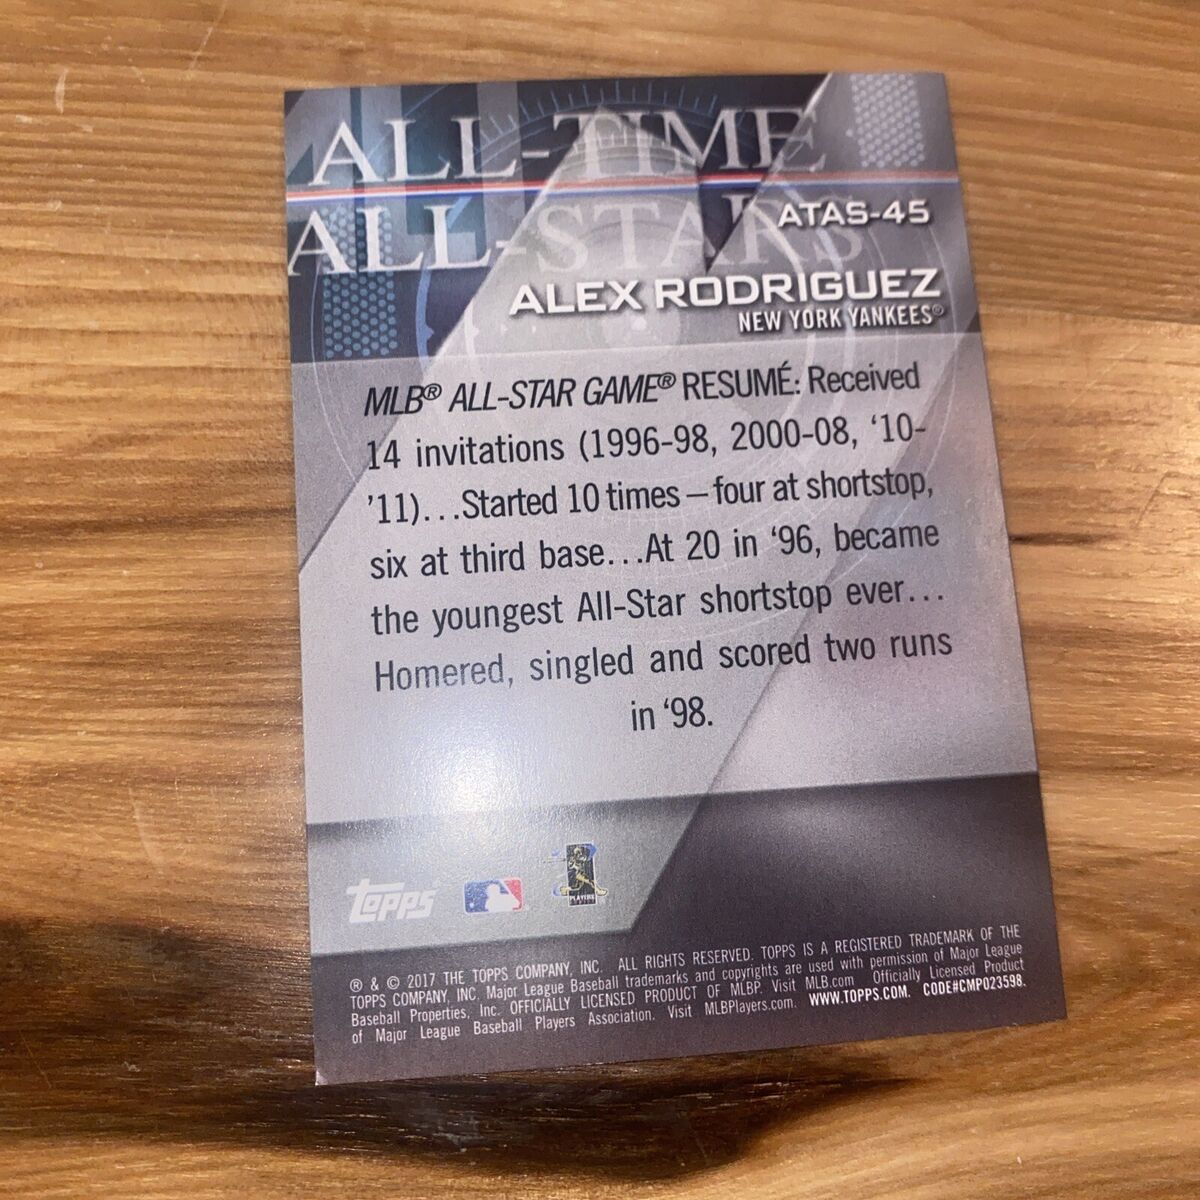 ALL-TIME
ALL-STARS
ATAS-45
ALEX RODRIGUEZ
NEW YORK YANKEES®
MLB® ALL-STAR GAME® RESUMÉ: Received
14 invitations (1996-98, 2000-08, ‘10-
’11)...Started 10 times – four at shortstop,
six at third base...At 20 in ‘96, became
the youngest All-Star shortstop ever...
Homered, singled and scored two runs
in ‘98.
topps
PLAYERS
® & © 2017 THE TOPPS COMPANY, INC. ALL RIGHTS RESERVED. TOPPS IS A REGISTERED TRADEMARK OF THE
TOPPS COMPANY, INC. Major League Baseball trademarks and copyrights are used with permission of Major League
Baseball Properties, Inc. OFFICIALLY LICENSED PRODUCT OF MLBP. Visit MLB.com Officially Licensed Product
of Major League Baseball Players Association. Visit MLBPlayers.com. WWW.TOPPS.COM. CODE#CMP023598.